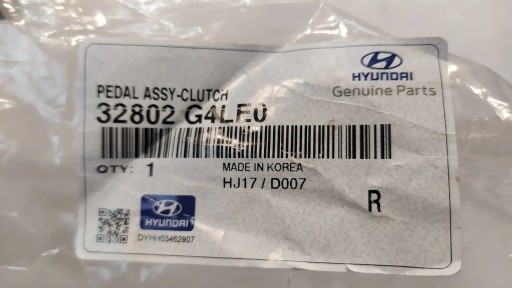 HYUNDAI
Genuine Parts
PEDAL ASSY-CLUTCH
32802 G4LE0
QTY: 1
MADE IN KOREA
HJ17 / D007
R
HYUNDAI
DYHH03462907